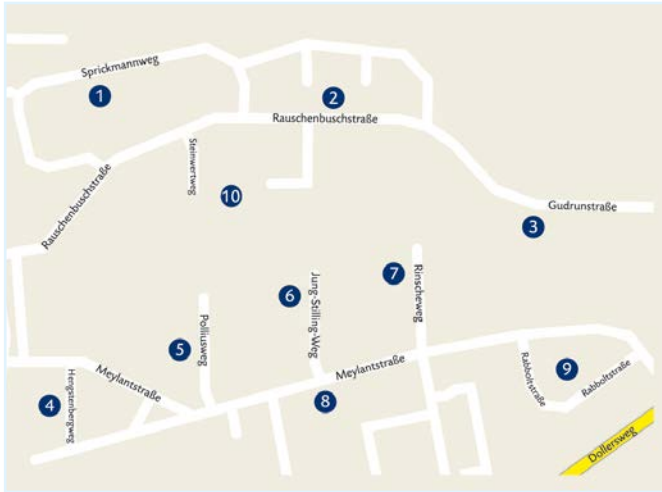 Sprickmannweg
1
2
Rauschenbuschstraße
Steinwertweg
Rauschenbuschstraße
10
Gudrunstraße
3
7
Rinscheweg
6
Jung-Stilling-Weg
Polliusweg
5
Meylantstraße
Meylantstraße
9
Rabboltstraße
Rabboltstraße
Hengstenbergweg
4
8
Dollersweg